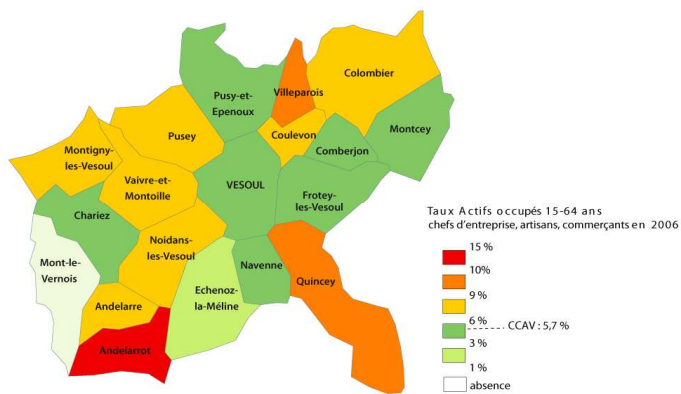 Colombier
Pusy-et-
Epenoux
Villeparois
Pusey
Coulevon
Montcey
Montigny-
les-Vesoul
Comberjon
Vaivre-et-
Montoille
VESOUL
Frotey-
les-Vesoul
Chariez
Noidans-
les-Vesoul
Mont-le-
Vernois
Navenne
Echenoz-
la-Méline
Quincey
Andelarre
Andelarrot
Taux Actifs occupés 15-64 ans
chefs d'entreprise, artisans, commerçants en 2006
15 %
10%
9 %
6 %
CCAV : 5,7 %
3 %
1 %
absence